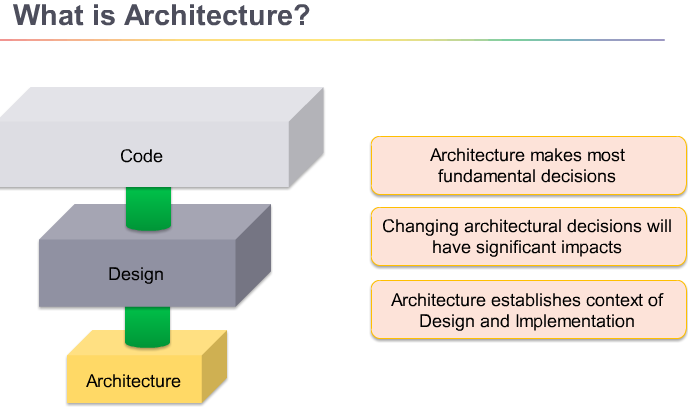 What is Architecture?
Code
Design
Architecture
Architecture makes most
fundamental decisions
Changing architectural decisions will
have significant impacts
Architecture establishes context of
Design and Implementation